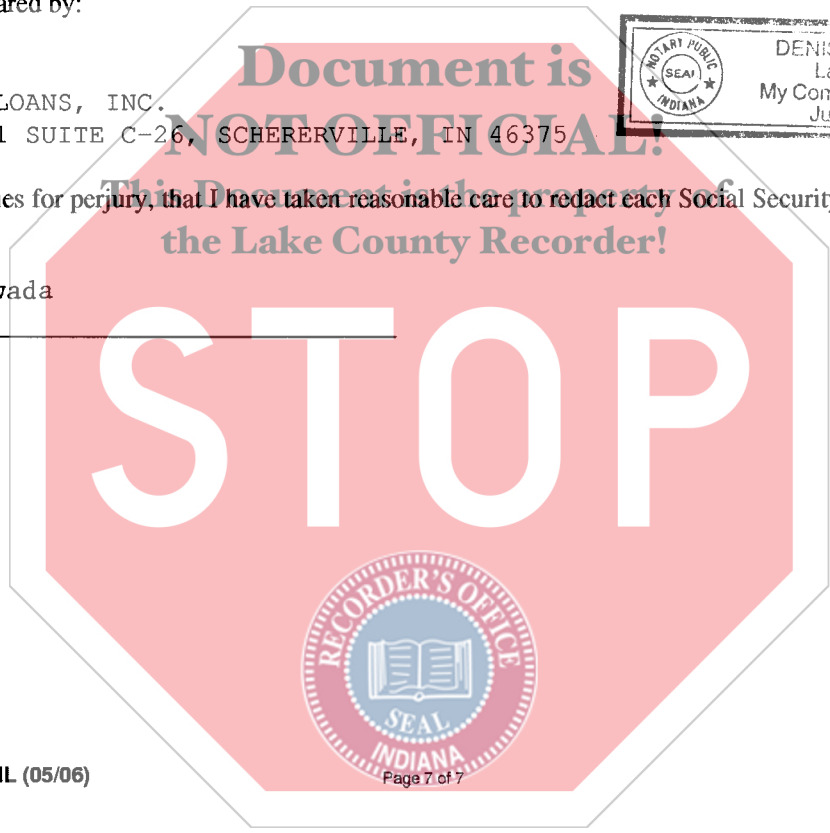 ared by:
Document is
NOTARY PUBLIC
SEAL
INDIANA
DENIS
La
My Com
Ju
LOANS, INC.
1 SUITE C-26, SCHERERVILLE, IN 46375
NOT OFFICIAL!
es for perjury, that I have taken reasonable care to redact each Social Security
This Document is the property of
the Lake County Recorder!
vada
STOP
RECORDER'S OFFICE
SEAL
INDIANA
IL (05/06)
Page 7 of 7